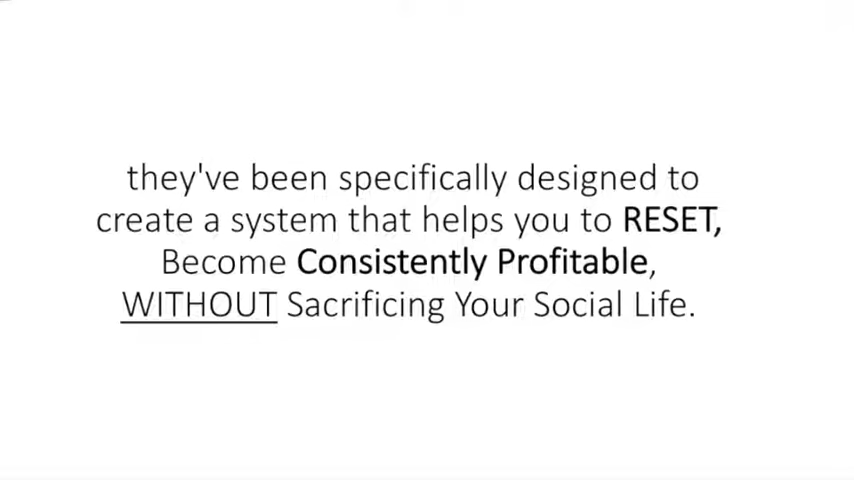 they've been specifically designed to
create a system that helps you to RESET,
Become Consistently Profitable,
WITHOUT Sacrificing Your Social Life.